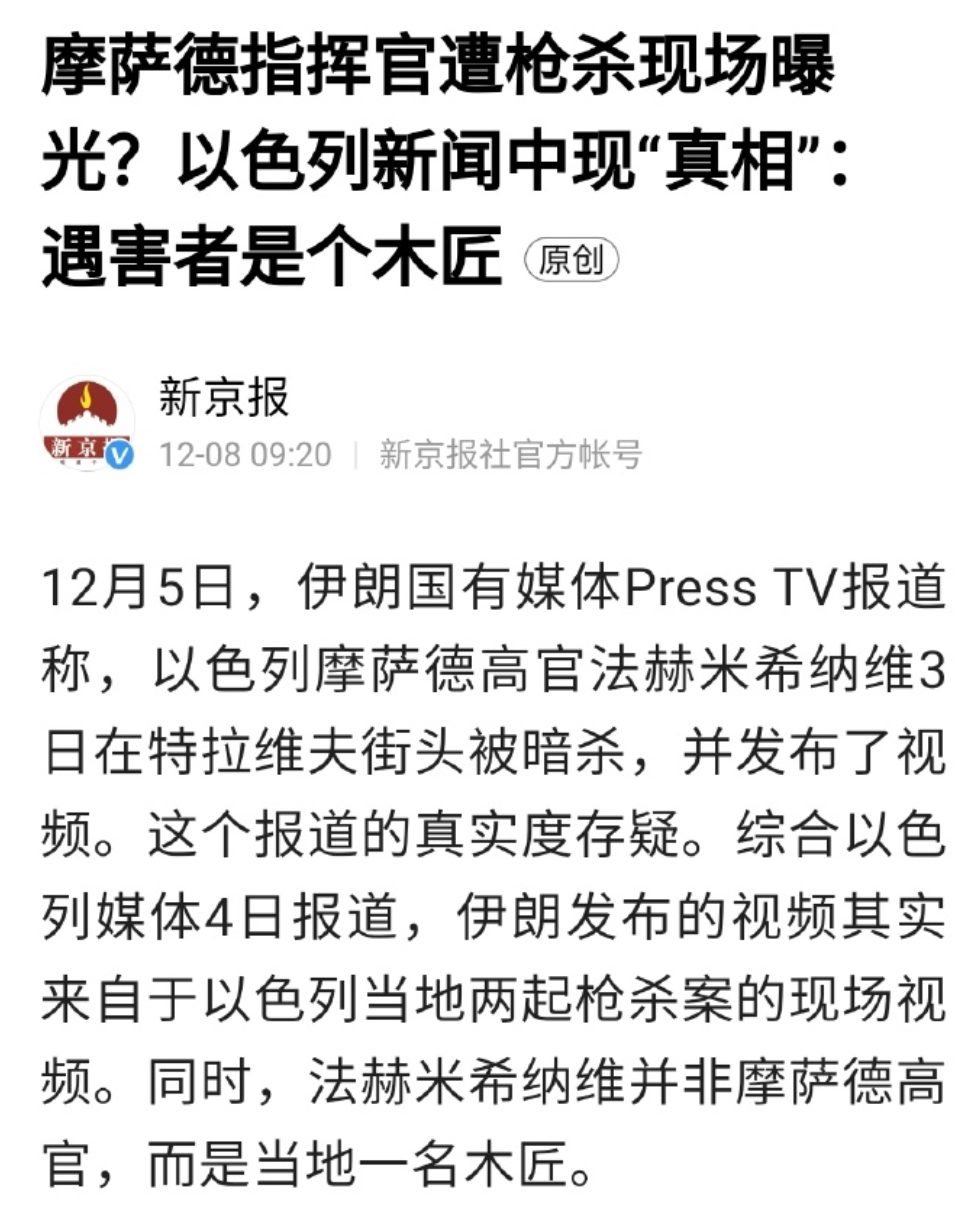 摩萨德指挥官遭枪杀现场曝
光？以色列新闻中现“真相”：
遇害者是个木匠 原创
新京报
新京报
12-08 09:20 | 新京报社官方帐号
12月5日，伊朗国有媒体Press TV报道
称，以色列摩萨德高官法赫米希纳维3
日在特拉维夫街头被暗杀，并发布了视
频。这个报道的真实度存疑。综合以色
列媒体4日报道，伊朗发布的视频其实
来自于以色列当地两起枪杀案的现场视
频。同时，法赫米希纳维并非摩萨德高
官，而是当地一名木匠。